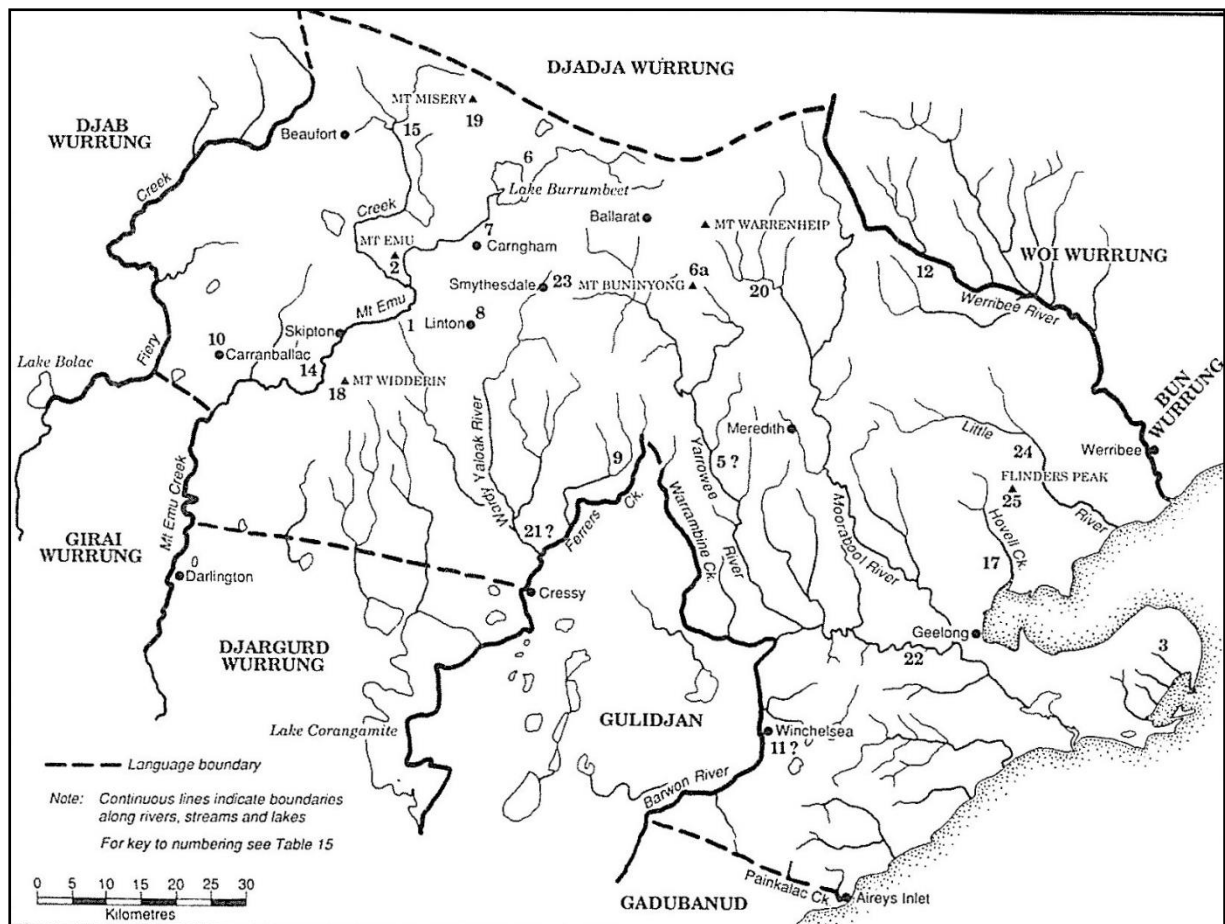 DJADJA WURRUNG
DJAB
WURRUNG
MT MISERY
19
Beaufort
15
6
Lake Burrumbeet
Creek
Creek
Ballarat
MT WARRENHEIP
MT EMU
2
7
Carngham
12
WOI WURRUNG
Smythesdale
23
MT BUNINYONG
6a
20
Werribee River
Mt Emu
1
Linton
8
Skipton
10
Carranballac
Fiery
Lake Bolac
14
18
MT WIDDERIN
BUN
WURRUNG
Wardy Yaloak River
9
Yarrowee
River
5 ?
Meredith
Little
River
24
Werribee
FLINDERS PEAK
25
Mt Emu Creek
GIRAI
WURRUNG
21 ?
Ferrers Ck.
Warrambine Ck.
Moorabool River
Hovell Ck
17
Darlington
Cressy
Geelong
DJARGURD
WURRUNG
22
3
Lake Corangamite
GULIDJAN
Winchelsea
11 ?
Barwon River
Language boundary
Note: Continuous lines indicate boundaries
along rivers, streams and lakes
For key to numbering see Table 15
0 5 10 15 20 25 30
Kilometres
Painkalac Ck
Aireys Inlet
GADUBANUD